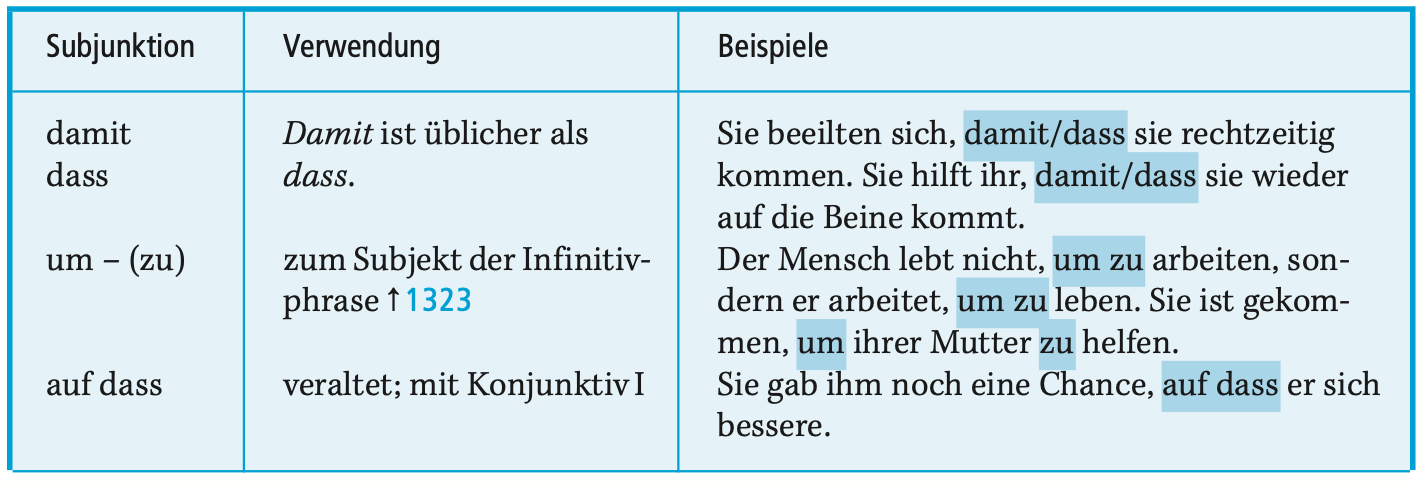 Subjunktion Verwendung Beispiele
damit Damit ist üblicher als Sie beeilten sich, damit/dass sie rechtzeitig
dass dass. kommen. Sie hilft ihr, damit/dass sie wieder
auf die Beine kommt.
um – (zu) zum Subjekt der Infinitiv- Der Mensch lebt nicht, um zu arbeiten, son-
phrase ↑1323 dern er arbeitet, um zu leben. Sie ist gekom-
men, um ihrer Mutter zu helfen.
auf dass veraltet; mit Konjunktiv I Sie gab ihm noch eine Chance, auf dass er sich
bessere.